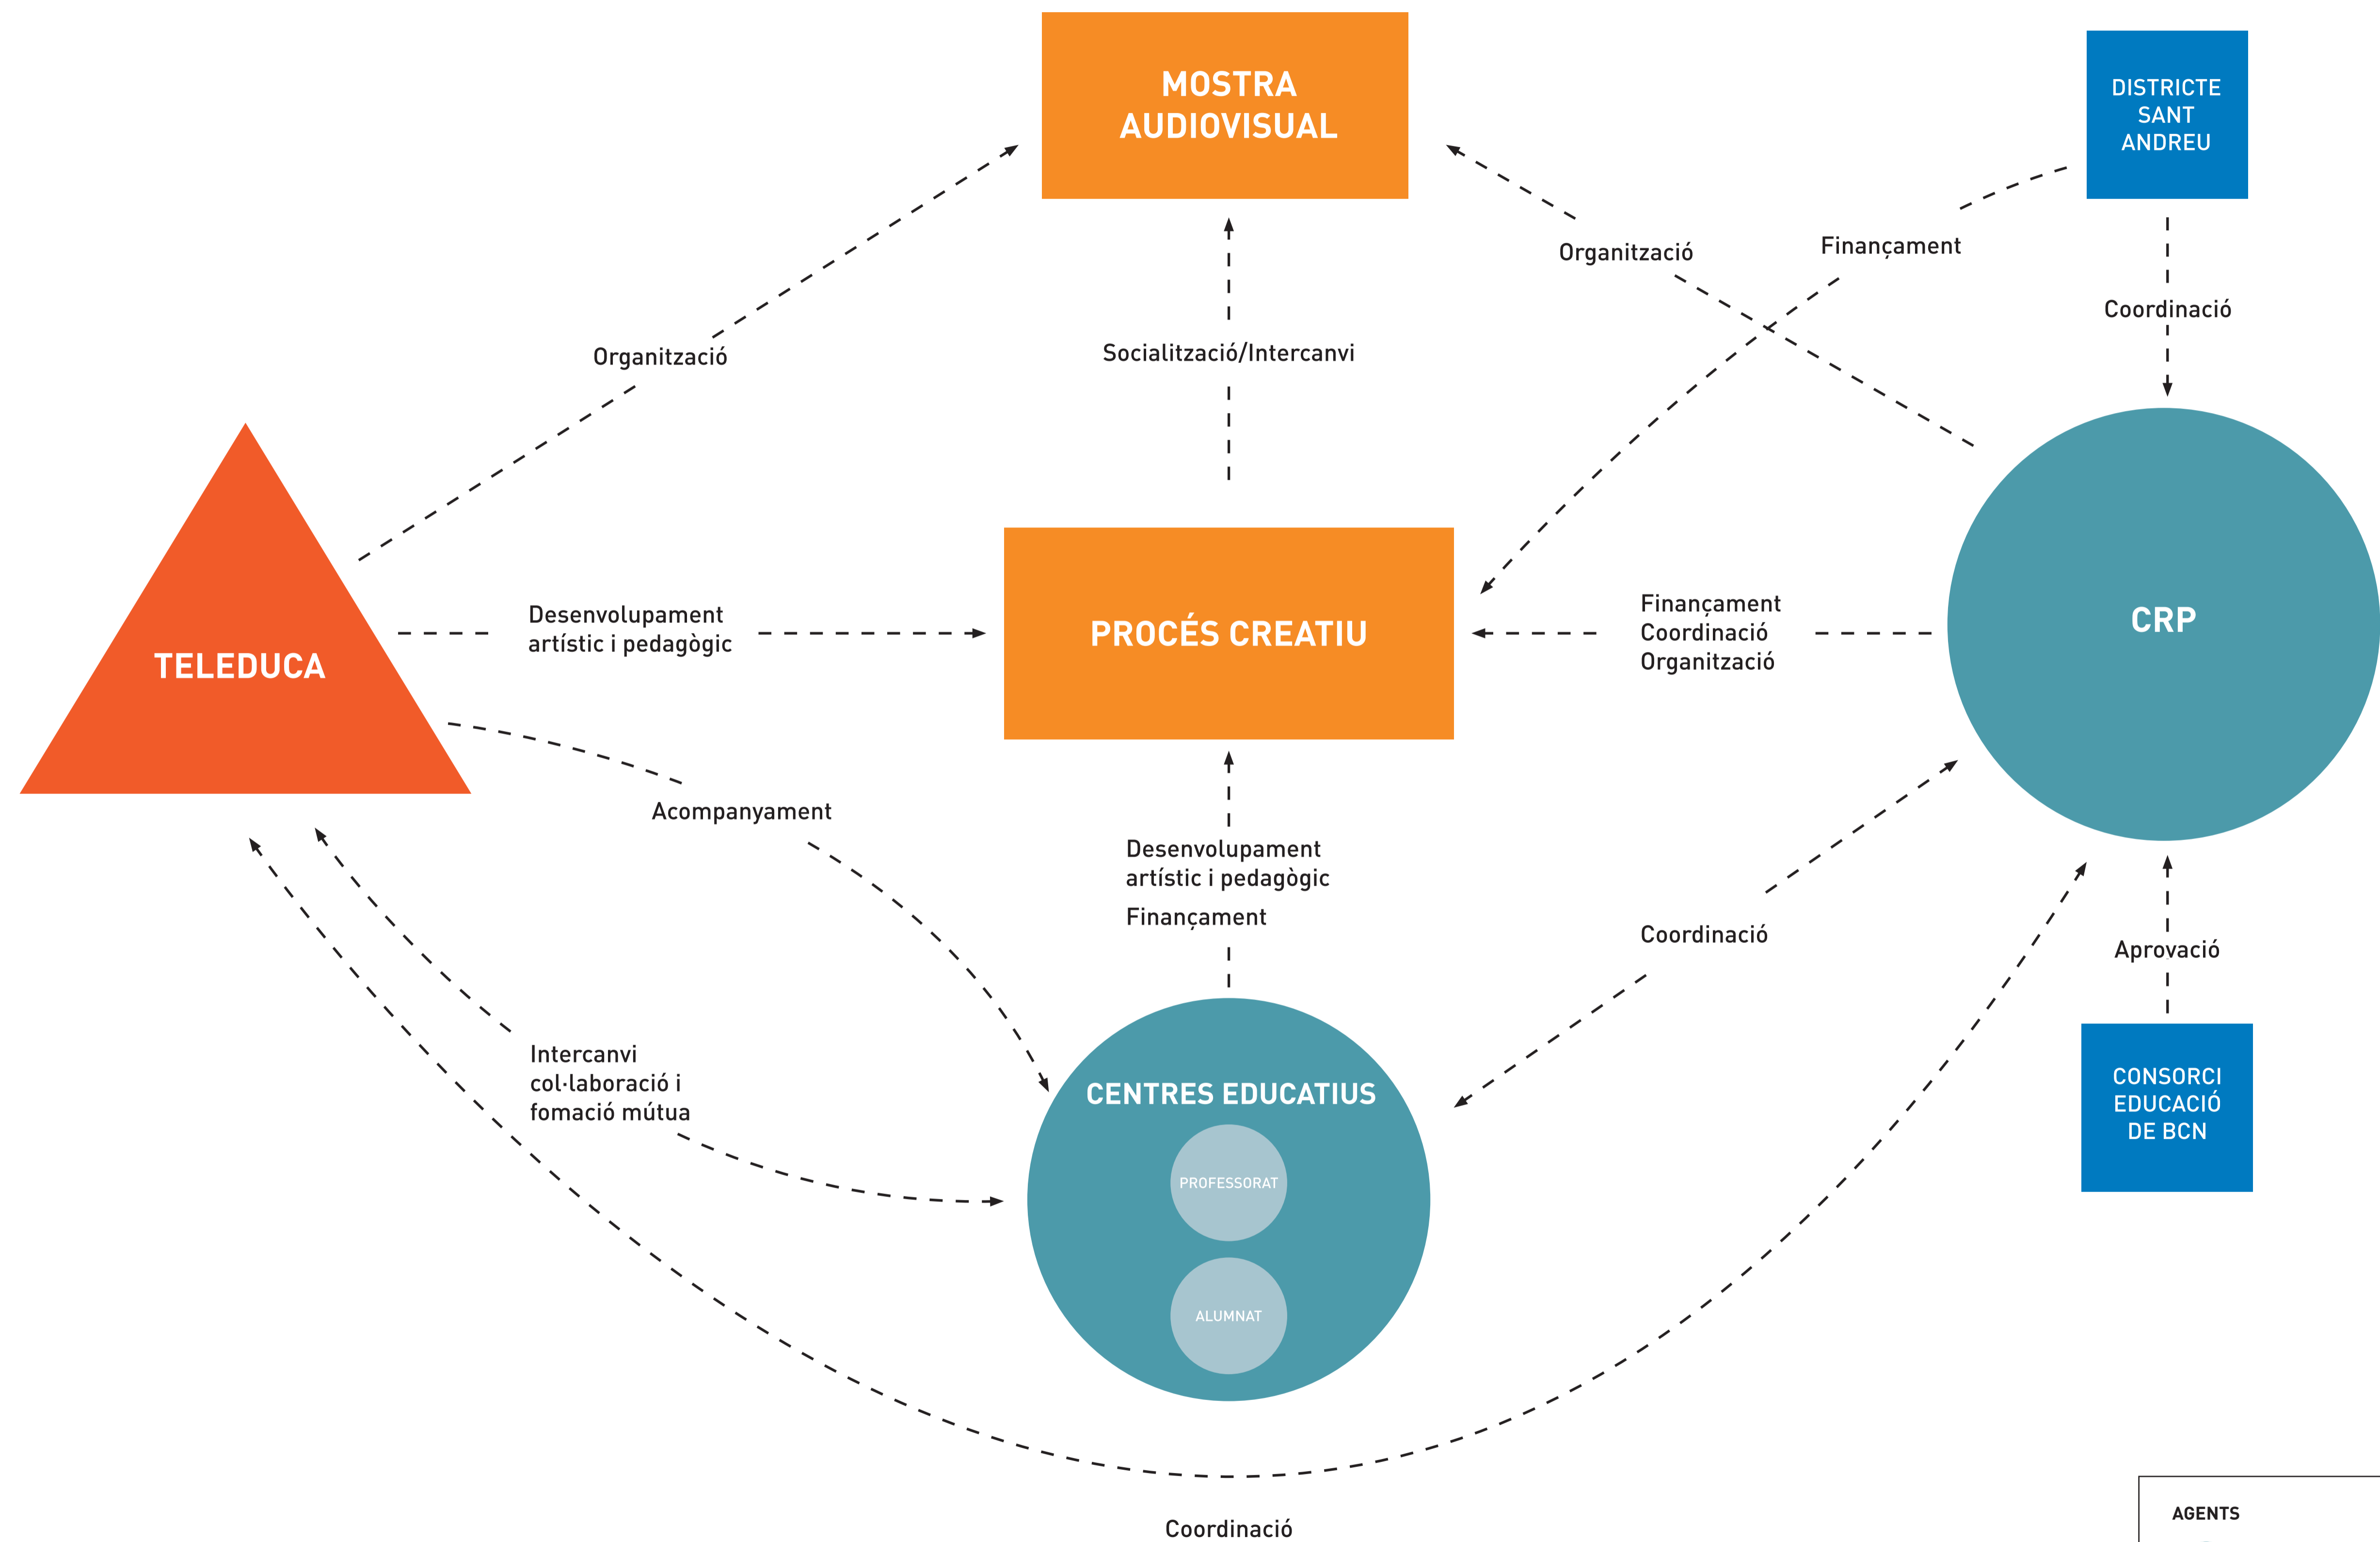 MOSTRA
AUDIOVISUAL
DISTRICTE
SANT
ANDREU
Organització
Finançament
Coordinació
Organització
Socialització/Intercanvi
TELEDUCA
Desenvolupament
artístic i pedagògic
PROCÉS CREATIU
Finançament
Coordinació
Organització
CRP
Acompanyament
Desenvolupament
artístic i pedagògic
Finançament
Coordinació
Aprovació
Intercanvi
col·laboració i
fomació mútua
CENTRES EDUCATIUS
PROFESSORAT
ALUMNAT
CONSORCI
EDUCACIÓ
DE BCN
Coordinació
AGENTS